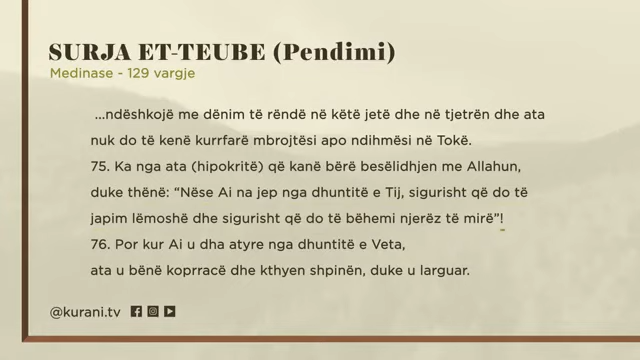 SURJA ET-TEUBE (Pendimi)
Medinase - 129 vargje
...ndëshkojë me dënim të rëndë në këtë jetë dhe në tjetrën dhe ata
nuk do të kenë kurrfarë mbrojtësi apo ndihmësi në Tokë.
75. Ka nga ata (hipokritë) që kanë bërë besëlidhjen me Allahun,
duke thënë: “Nëse Ai na jep nga dhuntitë e Tij, sigurisht që do të
japim lëmoshë dhe sigurisht që do të bëhemi njerëz të mirë”!
76. Por kur Ai u dha atyre nga dhuntitë e Veta,
ata u bënë koprracë dhe kthyen shpinën, duke u larguar.
@kurani.tv